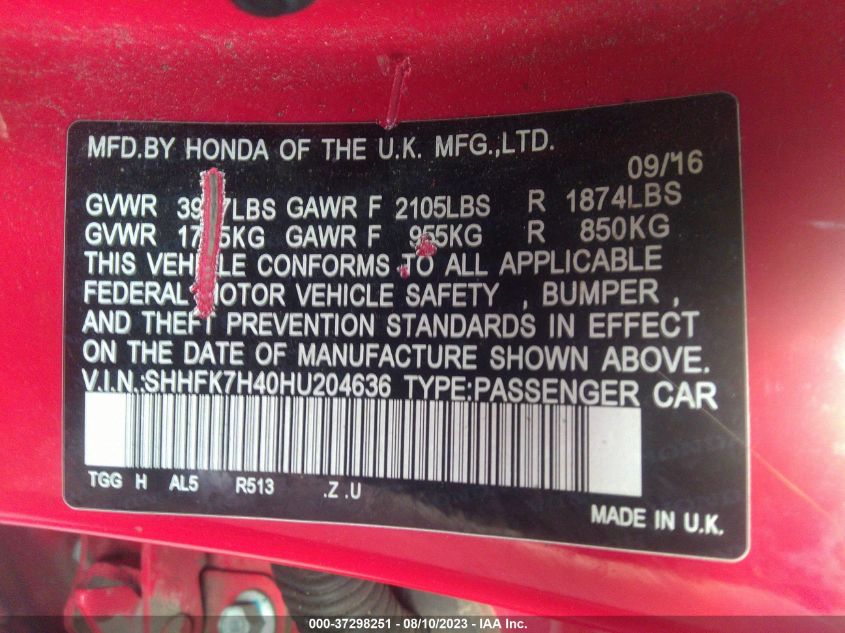 MFD.BY HONDA OF THE U.K. MFG.,LTD.
09/16
GVWR LBS GAWR F 2105LBS R 1874LBS
GVWR KG GAWR F 955KG R 850KG
THIS VEHICLE CONFORMS TO ALL APPLICABLE
FEDERAL MOTOR VEHICLE SAFETY , BUMPER ,
AND THEFT PREVENTION STANDARDS IN EFFECT
ON THE DATE OF MANUFACTURE SHOWN ABOVE.
V.I.N.:SHHFK7H40HU204636 TYPE:PASSENGER CAR
TGG H AL5 R513 .Z .U
MADE IN U.K.
000-37298251 - 08/10/2023 - IAA Inc.